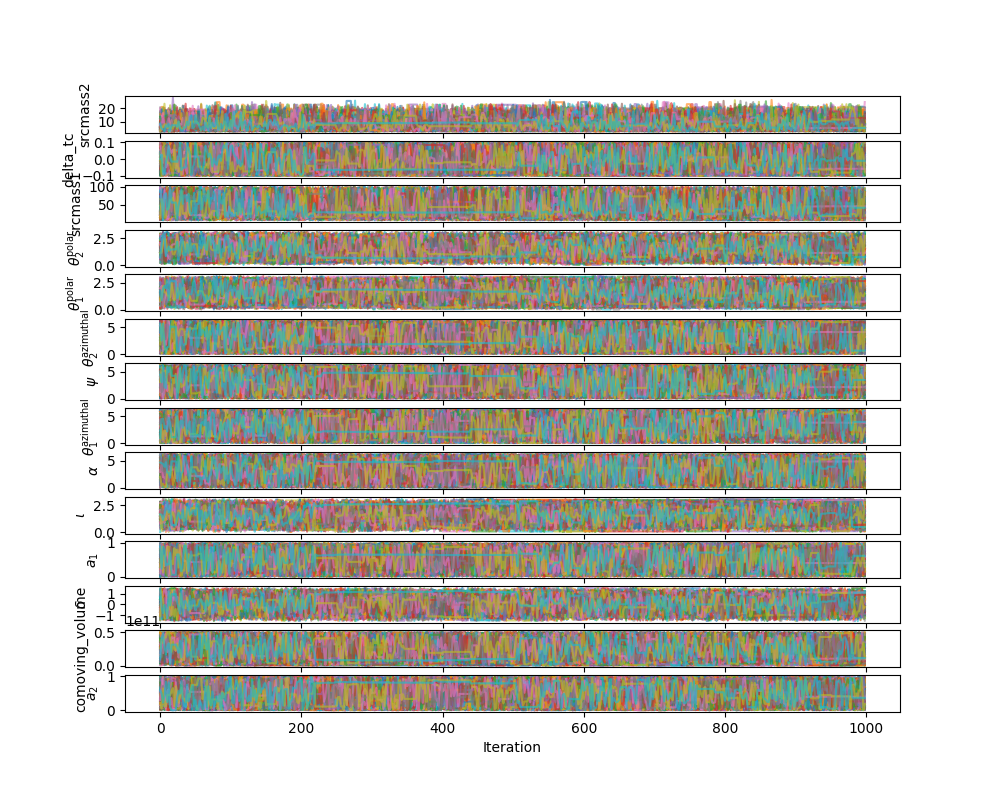 srcmass2
20
10
delta_tc
0.1
0.0
−0.1
srcmass1
100
50
θ₂^polar
2.5
0.0
θ₁^polar
2.5
0.0
θ₂^azimuthal
5
0
ψ
5
0
θ₁^azimuthal
5
0
α
5
0
ι
2.5
0.0
a₁
1
0
1
0
−1
comoving_volume
1e11
0.5
0.0
a₂
1
0
0
200
400
600
800
1000
Iteration